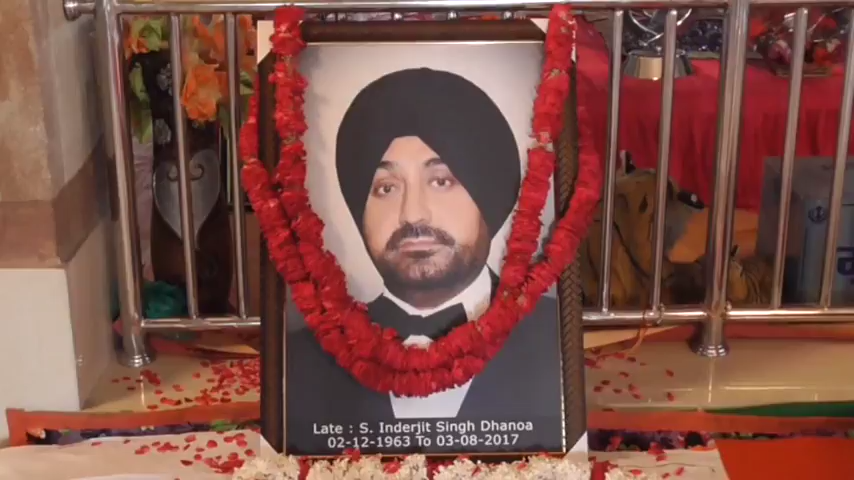 Late : S. Inderjit Singh Dhanoa
02-12-1963 To 03-08-2017